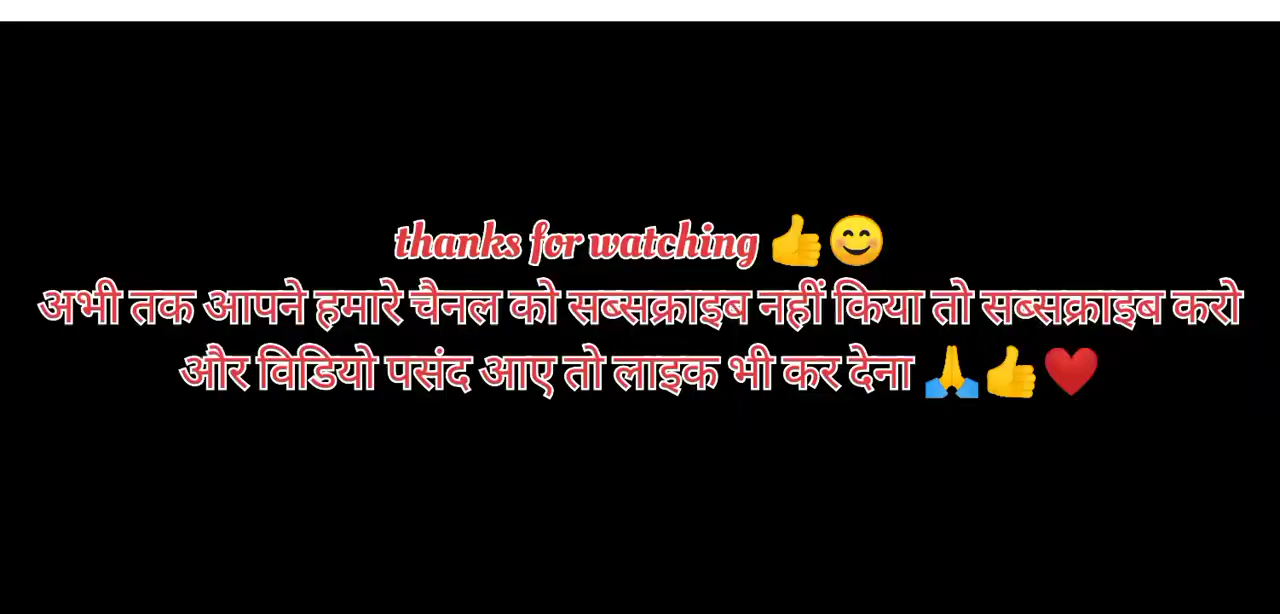 thanks for watching 👍😊
अभी तक आपने हमारे चैनल को सब्सक्राइब नहीं किया तो सब्सक्राइब करो
और विडियो पसंद आए तो लाइक भी कर देना 🙏👍❤️